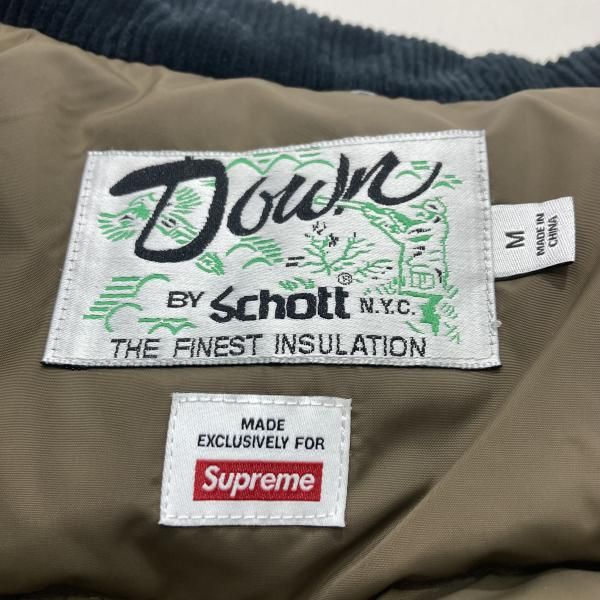 Down
BY Schott® N.Y.C.
THE FINEST INSULATION
M
MADE IN
CHINA
MADE
EXCLUSIVELY FOR
Supreme